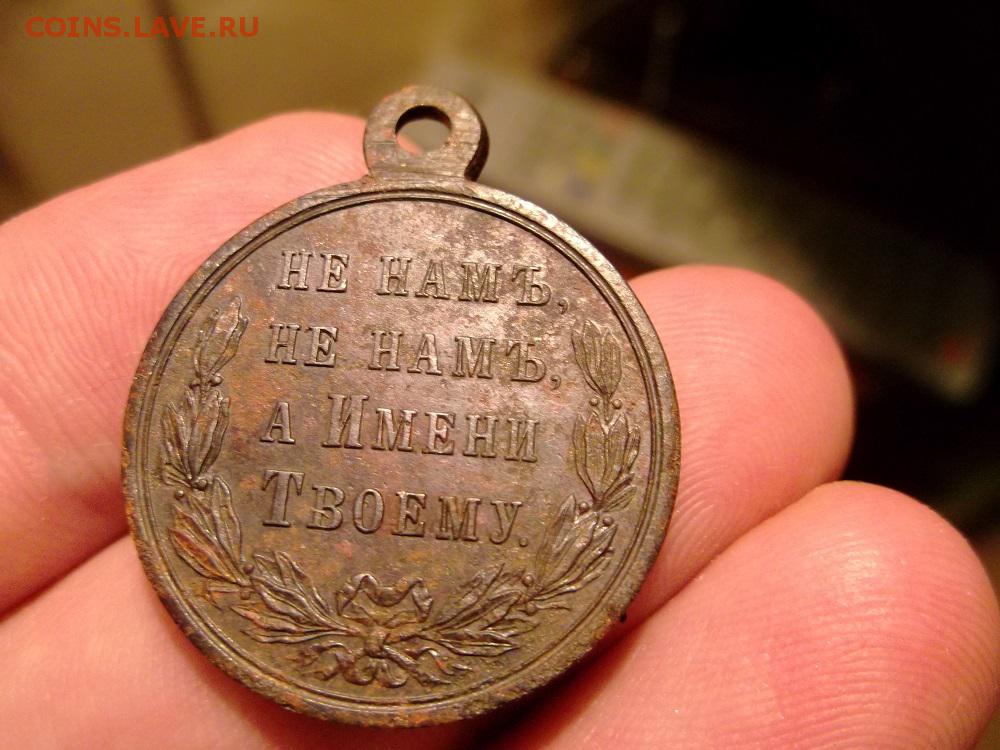 COINS.LAVE.RU
НЕ НАМЪ,
НЕ НАМЪ,
А ИМЕНИ
ТВОЕМУ.